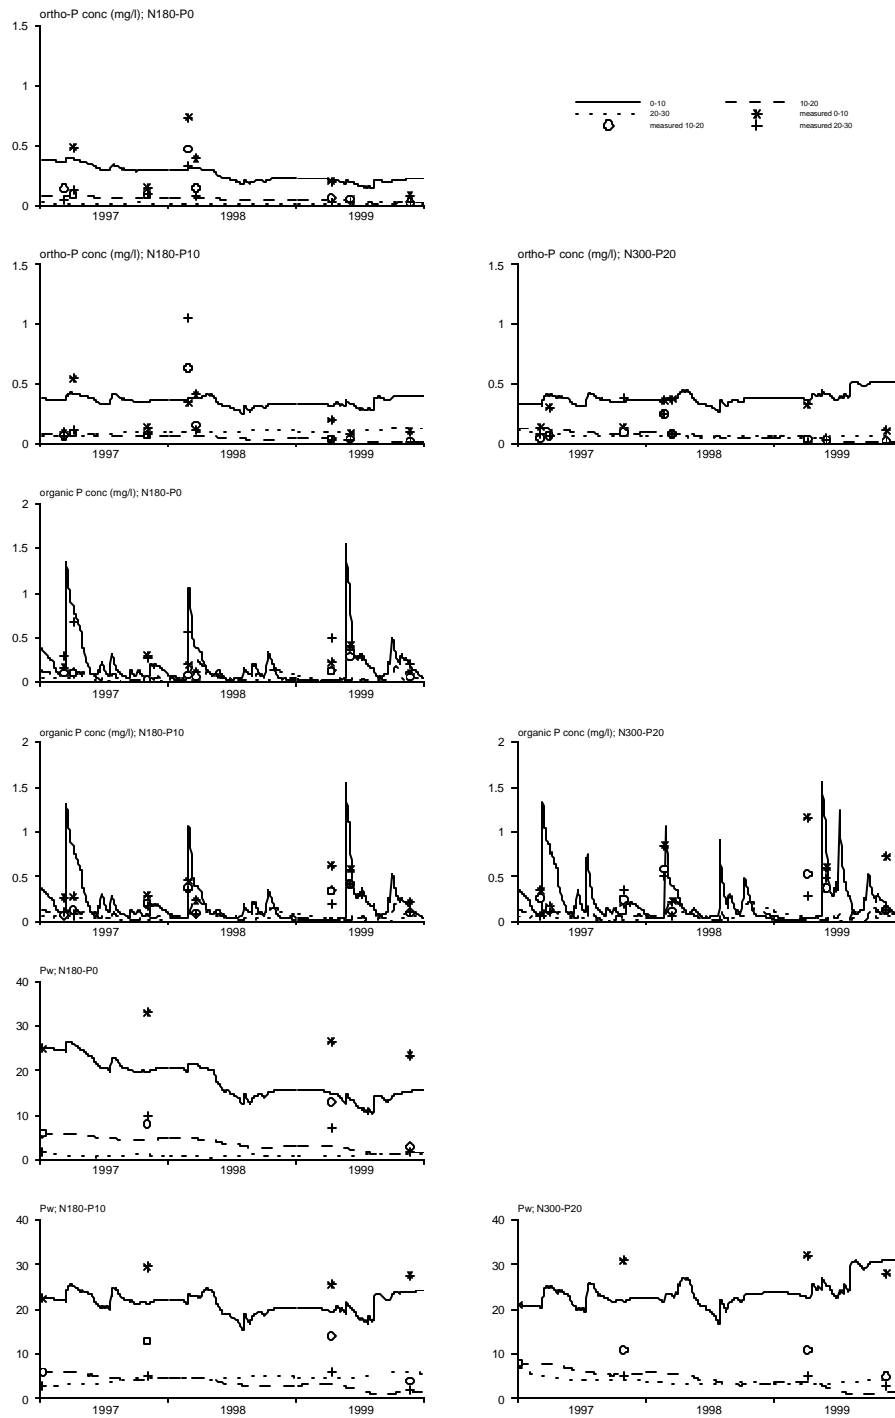 ortho-P conc (mg/l); N180-P0
1.5
1
0.5
0
1997 1998 1999
0-10 10-20
20-30 measured 0-10
measured 10-20 measured 20-30
ortho-P conc (mg/l); N180-P10
1.5
1
0.5
0
1997 1998 1999
ortho-P conc (mg/l); N300-P20
1.5
1
0.5
0
1997 1998 1999
organic P conc (mg/l); N180-P0
2
1.5
1
0.5
0
1997 1998 1999
organic P conc (mg/l); N180-P10
2
1.5
1
0.5
0
1997 1998 1999
organic P conc (mg/l); N300-P20
2
1.5
1
0.5
0
1997 1998 1999
Pw; N180-P0
40
30
20
10
0
1997 1998 1999
Pw; N180-P10
40
30
20
10
0
1997 1998 1999
Pw; N300-P20
40
30
20
10
0
1997 1998 1999